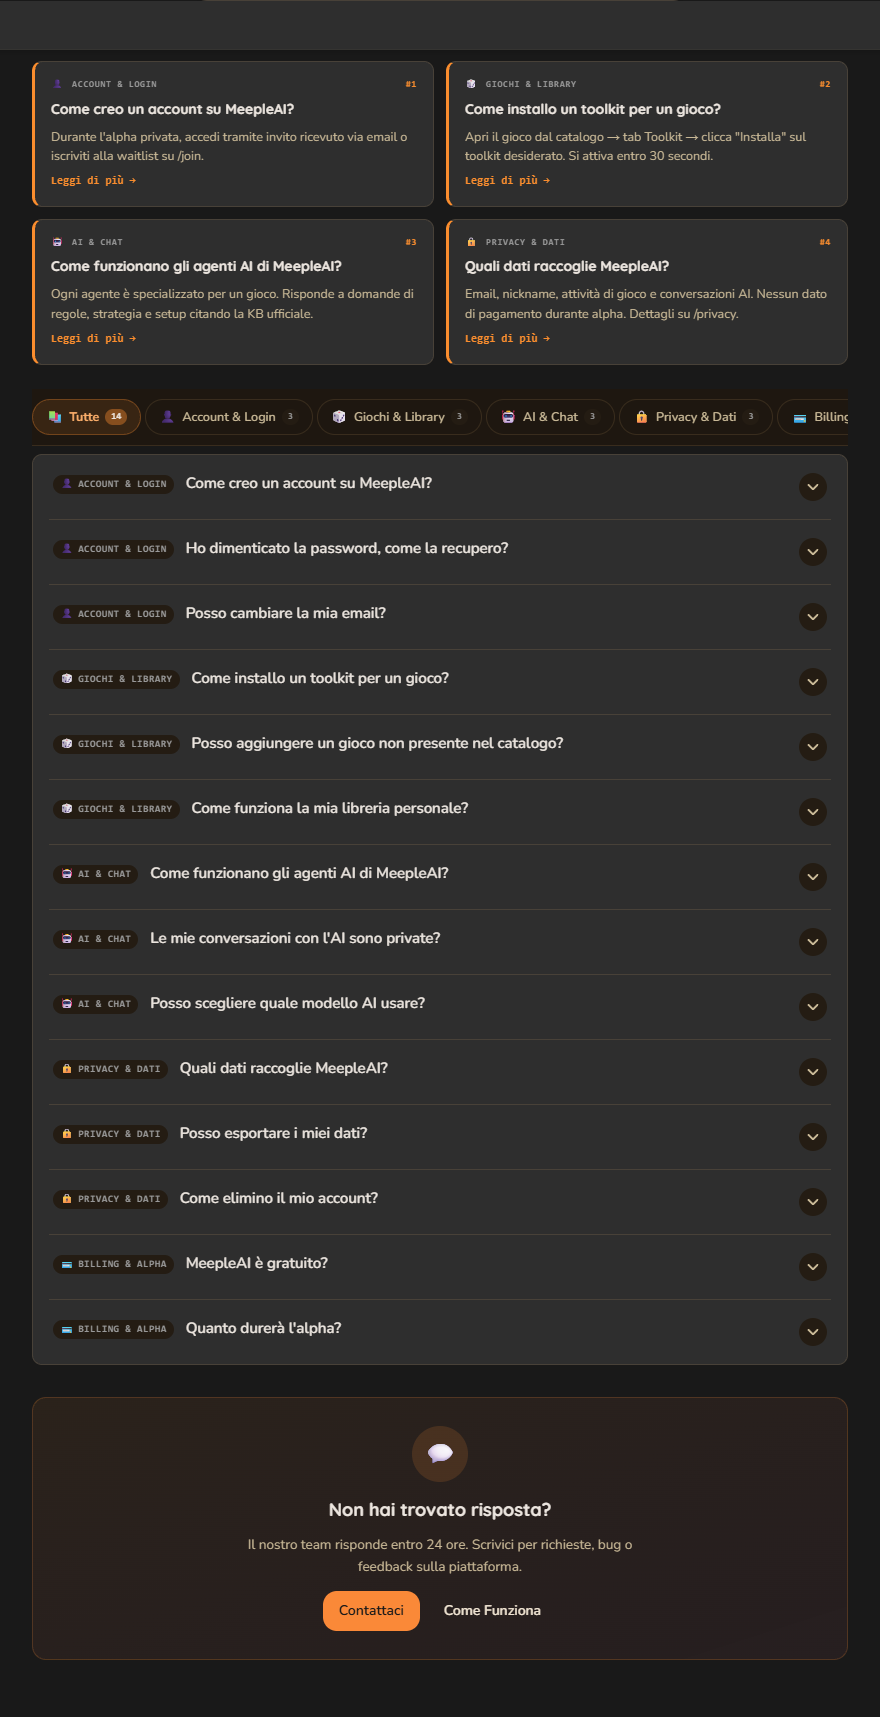 ACCOUNT & LOGIN #1
Come creo un account su MeepleAI?
Durante l'alpha privata, accedi tramite invito ricevuto via email o
iscriviti alla waitlist su /join.
Leggi di più →
GIOCHI & LIBRARY #2
Come installo un toolkit per un gioco?
Apri il gioco dal catalogo → tab Toolkit → clicca "Installa" sul
toolkit desiderato. Si attiva entro 30 secondi.
Leggi di più →
AI & CHAT #3
Come funzionano gli agenti AI di MeepleAI?
Ogni agente è specializzato per un gioco. Risponde a domande di
regole, strategia e setup citando la KB ufficiale.
Leggi di più →
PRIVACY & DATI #4
Quali dati raccoglie MeepleAI?
Email, nickname, attività di gioco e conversazioni AI. Nessun dato
di pagamento durante alpha. Dettagli su /privacy.
Leggi di più →
Tutte 14 Account & Login 3 Giochi & Library 3 AI & Chat 3 Privacy & Dati 3 Billing
ACCOUNT & LOGIN Come creo un account su MeepleAI?
ACCOUNT & LOGIN Ho dimenticato la password, come la recupero?
ACCOUNT & LOGIN Posso cambiare la mia email?
GIOCHI & LIBRARY Come installo un toolkit per un gioco?
GIOCHI & LIBRARY Posso aggiungere un gioco non presente nel catalogo?
GIOCHI & LIBRARY Come funziona la mia libreria personale?
AI & CHAT Come funzionano gli agenti AI di MeepleAI?
AI & CHAT Le mie conversazioni con l'AI sono private?
AI & CHAT Posso scegliere quale modello AI usare?
PRIVACY & DATI Quali dati raccoglie MeepleAI?
PRIVACY & DATI Posso esportare i miei dati?
PRIVACY & DATI Come elimino il mio account?
BILLING & ALPHA MeepleAI è gratuito?
BILLING & ALPHA Quanto durerà l'alpha?
Non hai trovato risposta?
Il nostro team risponde entro 24 ore. Scrivici per richieste, bug o
feedback sulla piattaforma.
Contattaci Come Funziona